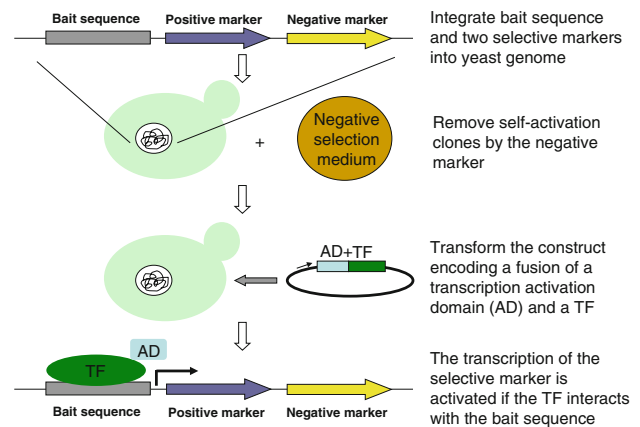 Bait sequence Positive marker Negative marker
Integrate bait sequence
and two selective markers
into yeast genome
+
Negative
selection
medium
Remove self-activation
clones by the negative
marker
AD+TF
Transform the construct
encoding a fusion of a
transcription activation
domain (AD) and a TF
AD
TF
Bait sequence Positive marker Negative marker
The transcription of the
selective marker is
activated if the TF interacts
with the bait sequence